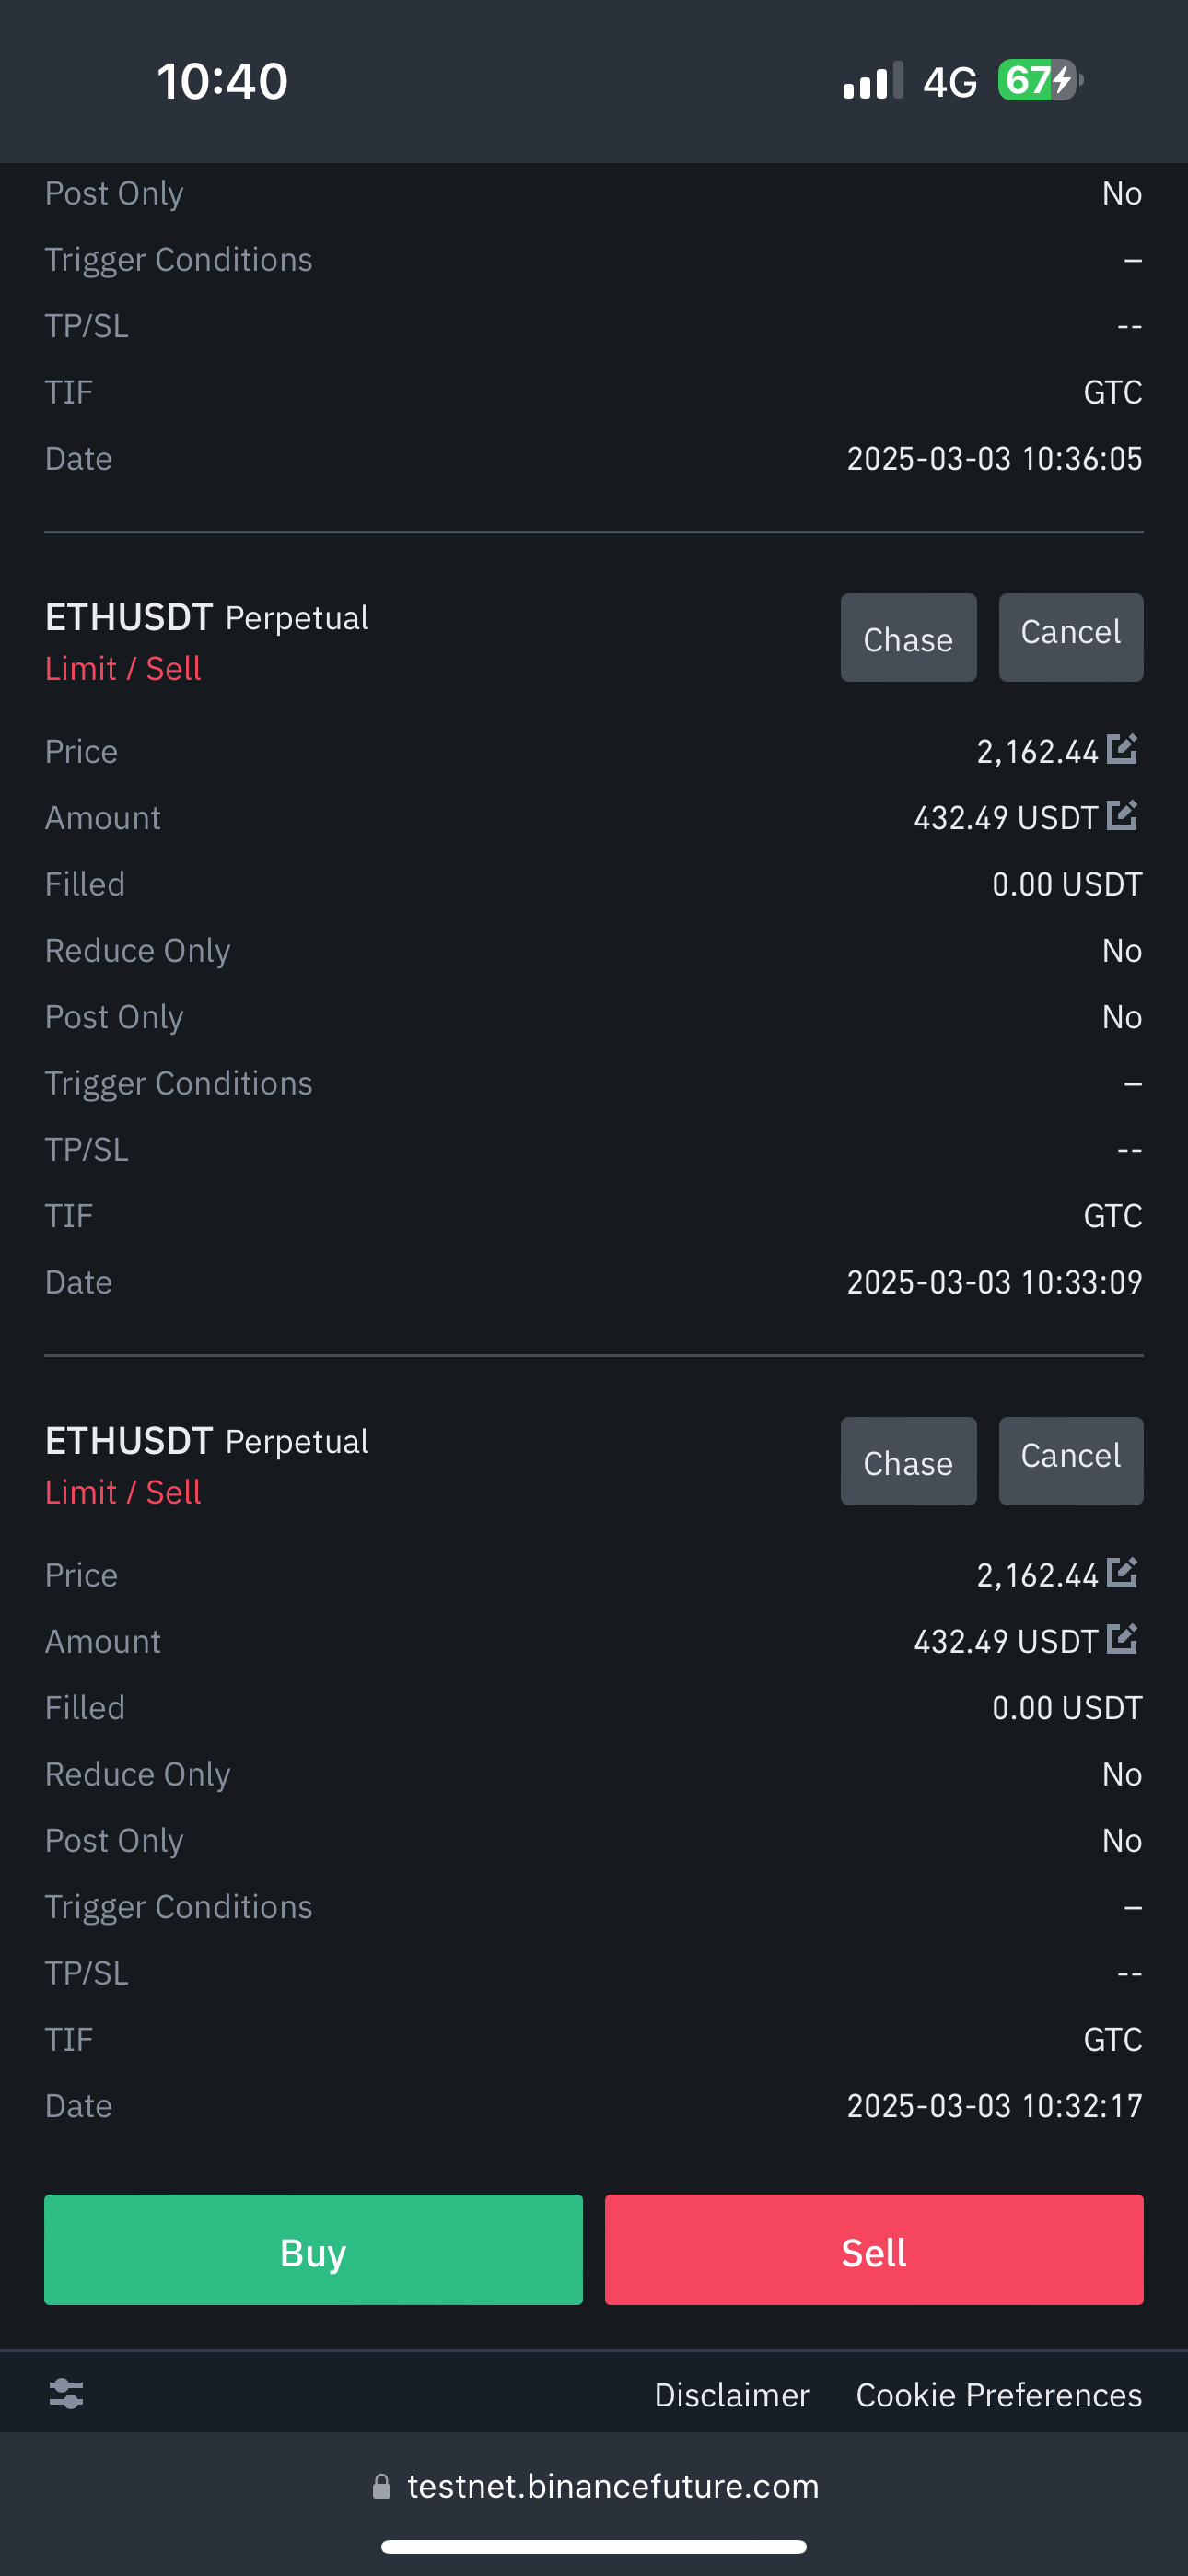 10:40 4G 67
Post Only No
Trigger Conditions –
TP/SL --
TIF GTC
Date 2025-03-03 10:36:05
ETHUSDT Perpetual
Limit / Sell
Chase Cancel
Price 2,162.44
Amount 432.49 USDT
Filled 0.00 USDT
Reduce Only No
Post Only No
Trigger Conditions –
TP/SL --
TIF GTC
Date 2025-03-03 10:33:09
ETHUSDT Perpetual
Limit / Sell
Chase Cancel
Price 2,162.44
Amount 432.49 USDT
Filled 0.00 USDT
Reduce Only No
Post Only No
Trigger Conditions –
TP/SL --
TIF GTC
Date 2025-03-03 10:32:17
Buy Sell
Disclaimer Cookie Preferences
testnet.binancefuture.com